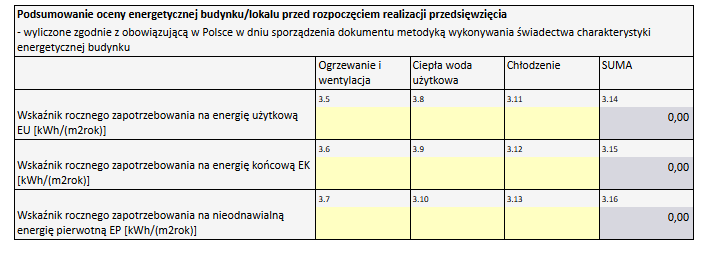 Podsumowanie oceny energetycznej budynku/lokalu przed rozpoczęciem realizacji przedsięwzięcia
- wyliczone zgodnie z obowiązującą w Polsce w dniu sporządzenia dokumentu metodyką wykonywania świadectwa charakterystyki
energetycznej budynku
Ogrzewanie i wentylacja
Ciepła woda użytkowa
Chłodzenie
SUMA
Wskaźnik rocznego zapotrzebowania na energię użytkową
EU [kWh/(m2rok)]
3.5
3.8
3.11
3.14
0,00
Wskaźnik rocznego zapotrzebowania na energię końcową EK
[kWh/(m2rok)]
3.6
3.9
3.12
3.15
0,00
Wskaźnik rocznego zapotrzebowania na nieodnawialną
energię pierwotną EP [kWh/(m2rok)]
3.7
3.10
3.13
3.16
0,00